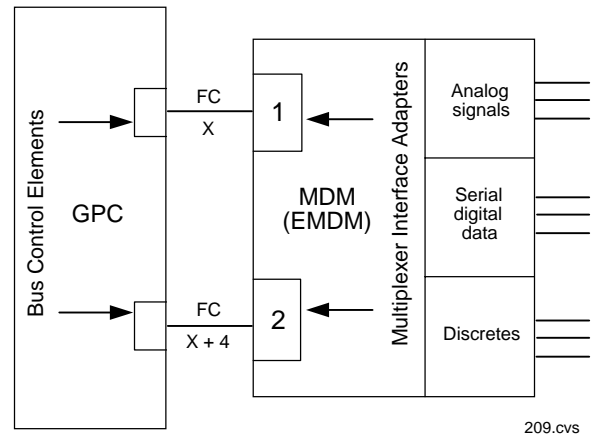 Bus Control Elements
GPC
FC
X
FC
X + 4
1
2
MDM
(EMDM)
Multiplexer Interface Adapters
Analog
signals
Serial
digital
data
Discretes
209.cvs